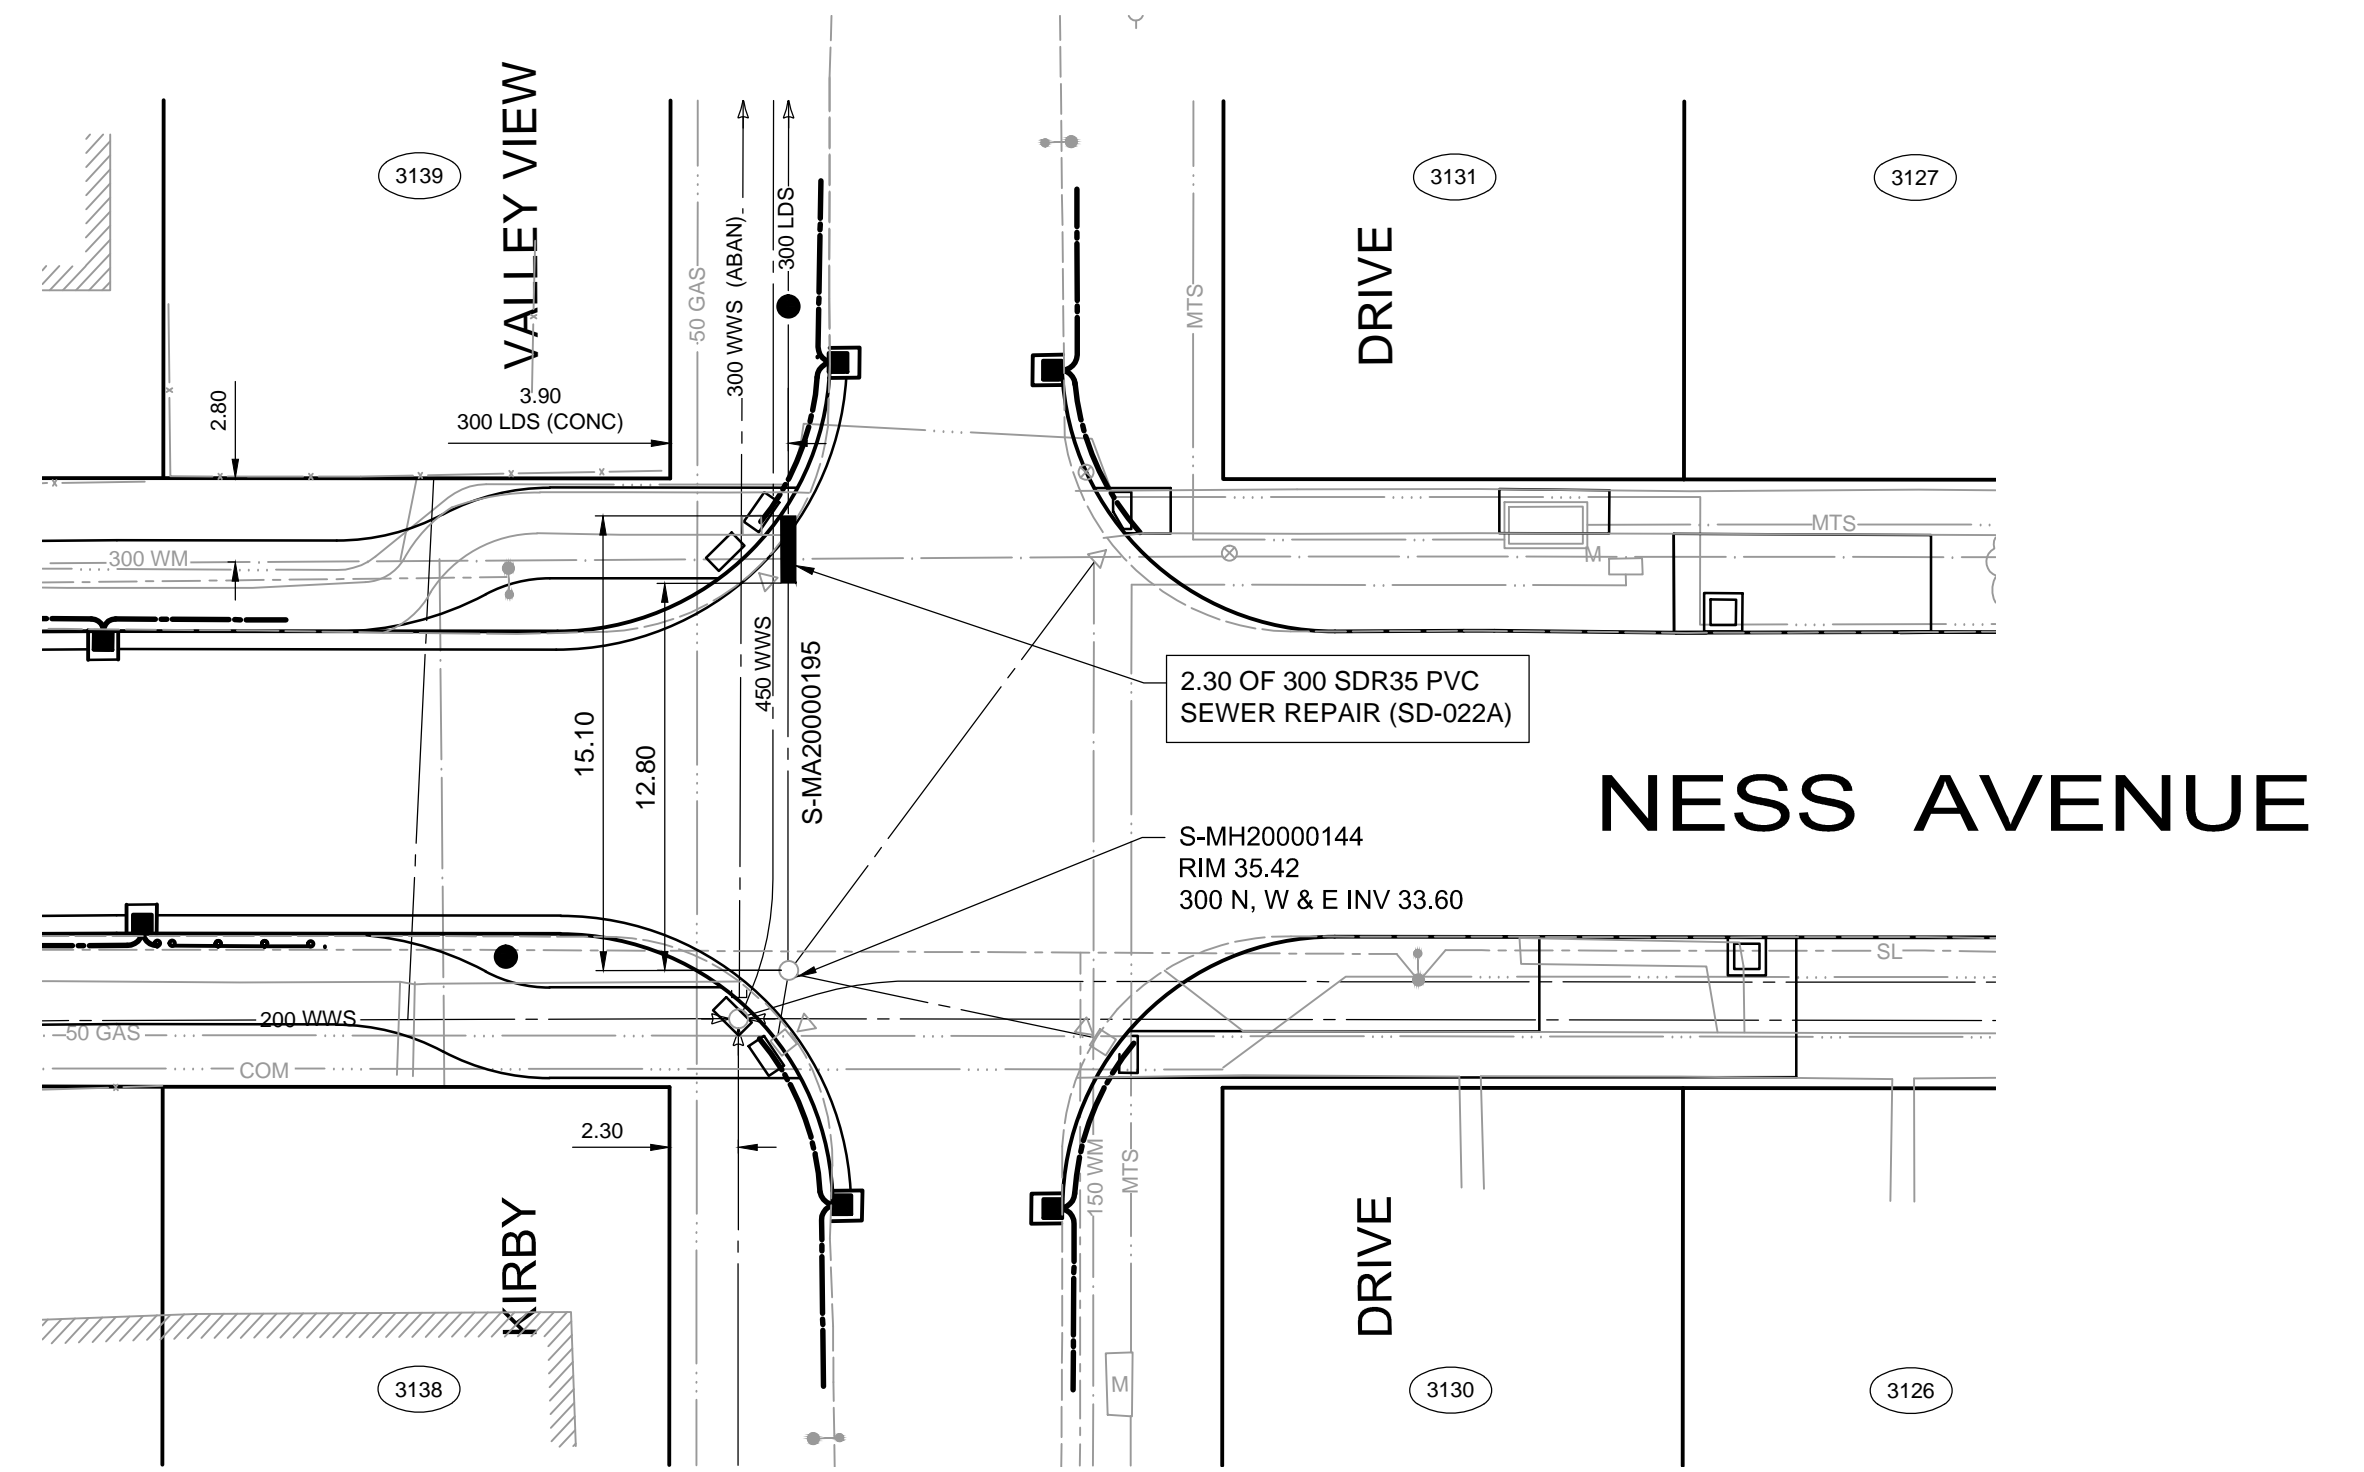 VALLEY VIEW
DRIVE
3139
3131
3127
50 GAS
300 WWS (ABAN)
300 LDS
MTS
2.80
3.90
300 LDS (CONC)
300 WM
MTS
M
450 WWS
S-MA20000195
15.10
12.80
2.30 OF 300 SDR35 PVC
SEWER REPAIR (SD-022A)
NESS AVENUE
S-MH20000144
RIM 35.42
300 N, W & E INV 33.60
SL
200 WWS
50 GAS
COM
2.30
150 WM
MTS
KIRBY
DRIVE
M
3138
3130
3126